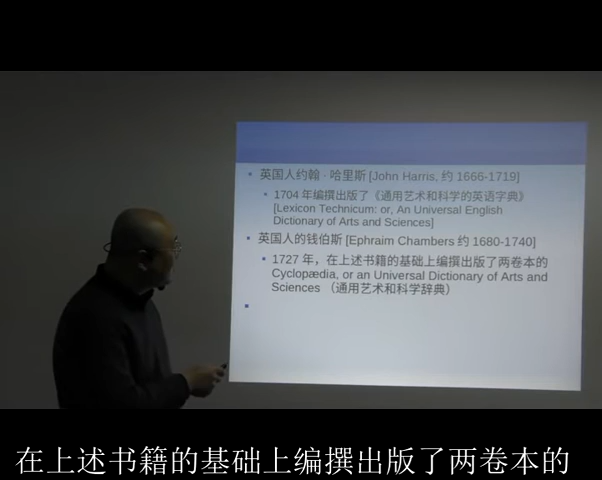 英国人约翰·哈里斯 [John Harris, 约 1666-1719]
1704 年编撰出版了《通用艺术和科学的英语字典》
[Lexicon Technicum: or, An Universal English
Dictionary of Arts and Sciences]
英国人的钱伯斯 [Ephraim Chambers 约 1680-1740]
1727 年，在上述书籍的基础上编撰出版了两卷本的
Cyclopædia, or an Universal Dictionary of Arts and
Sciences （通用艺术和科学辞典）
在上述书籍的基础上编撰出版了两卷本的